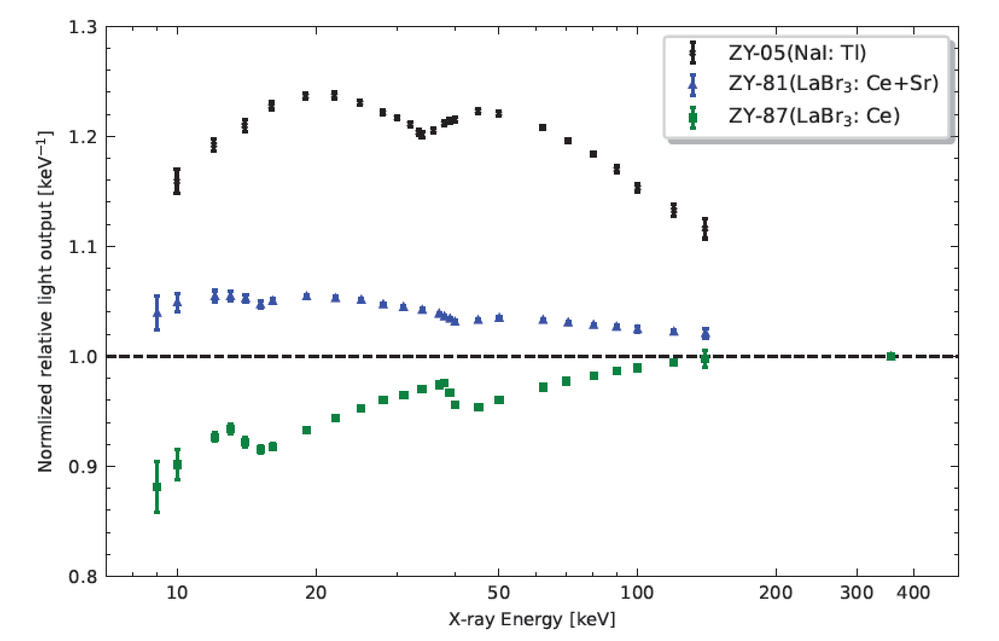 1.3
1.2
1.1
1.0
0.9
0.8
Normlized relative light output [keV⁻¹]
ZY-05(NaI: Tl)
ZY-81(LaBr₃: Ce+Sr)
ZY-87(LaBr₃: Ce)
10 20 50 100 200 300 400
X-ray Energy [keV]